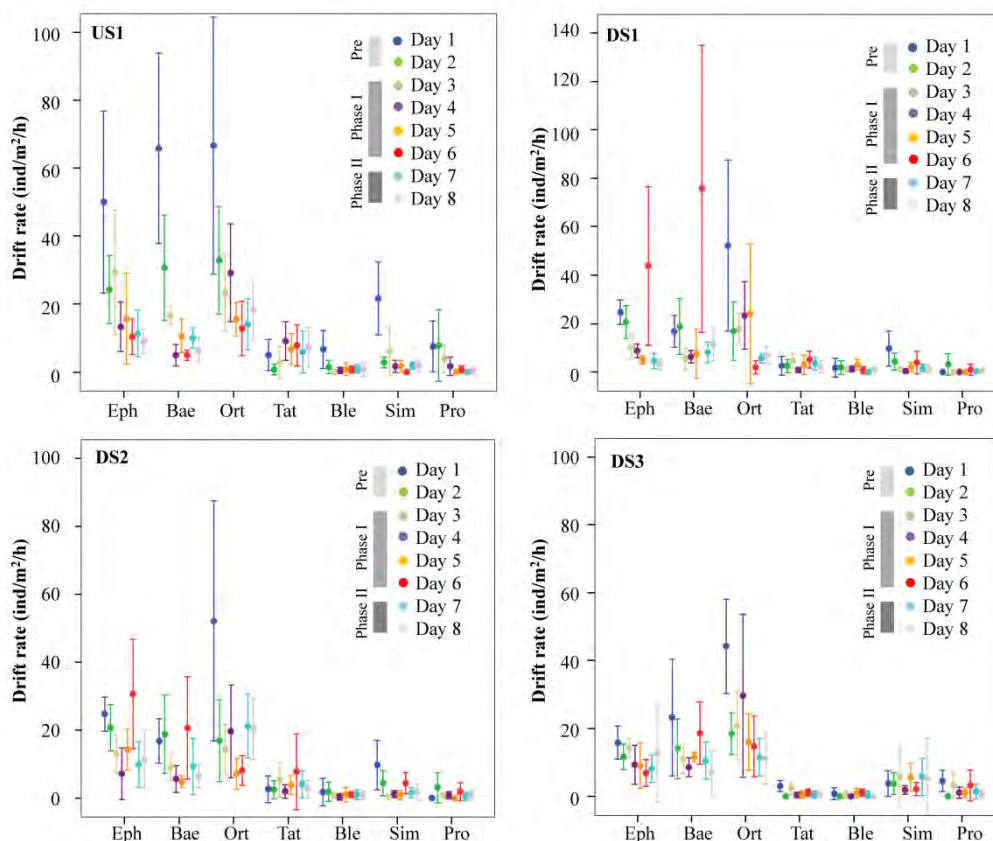 US1
Drift rate (ind/m²/h)
100
80
60
40
20
0
Eph Bae Ort Tat Ble Sim Pro
Pre
Phase I
Phase II
Day 1
Day 2
Day 3
Day 4
Day 5
Day 6
Day 7
Day 8
DS1
Drift rate (ind/m²/h)
140
120
100
80
60
40
20
0
Eph Bae Ort Tat Ble Sim Pro
Pre
Phase I
Phase II
Day 1
Day 2
Day 3
Day 4
Day 5
Day 6
Day 7
Day 8
DS2
Drift rate (ind/m²/h)
100
80
60
40
20
0
Eph Bae Ort Tat Ble Sim Pro
Pre
Phase I
Phase II
Day 1
Day 2
Day 3
Day 4
Day 5
Day 6
Day 7
Day 8
DS3
Drift rate (ind/m²/h)
100
80
60
40
20
0
Eph Bae Ort Tat Ble Sim Pro
Pre
Phase I
Phase II
Day 1
Day 2
Day 3
Day 4
Day 5
Day 6
Day 7
Day 8